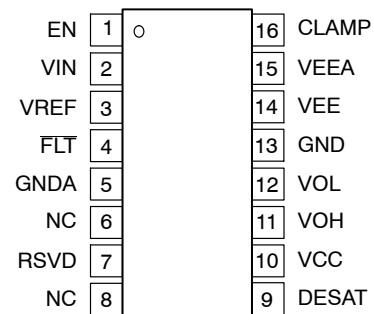 EN 1 16 CLAMP
VIN 2 15 VEEA
VREF 3 14 VEE
FLT 4 13 GND
GNDA 5 12 VOL
NC 6 11 VOH
RSVD 7 10 VCC
NC 8 9 DESAT